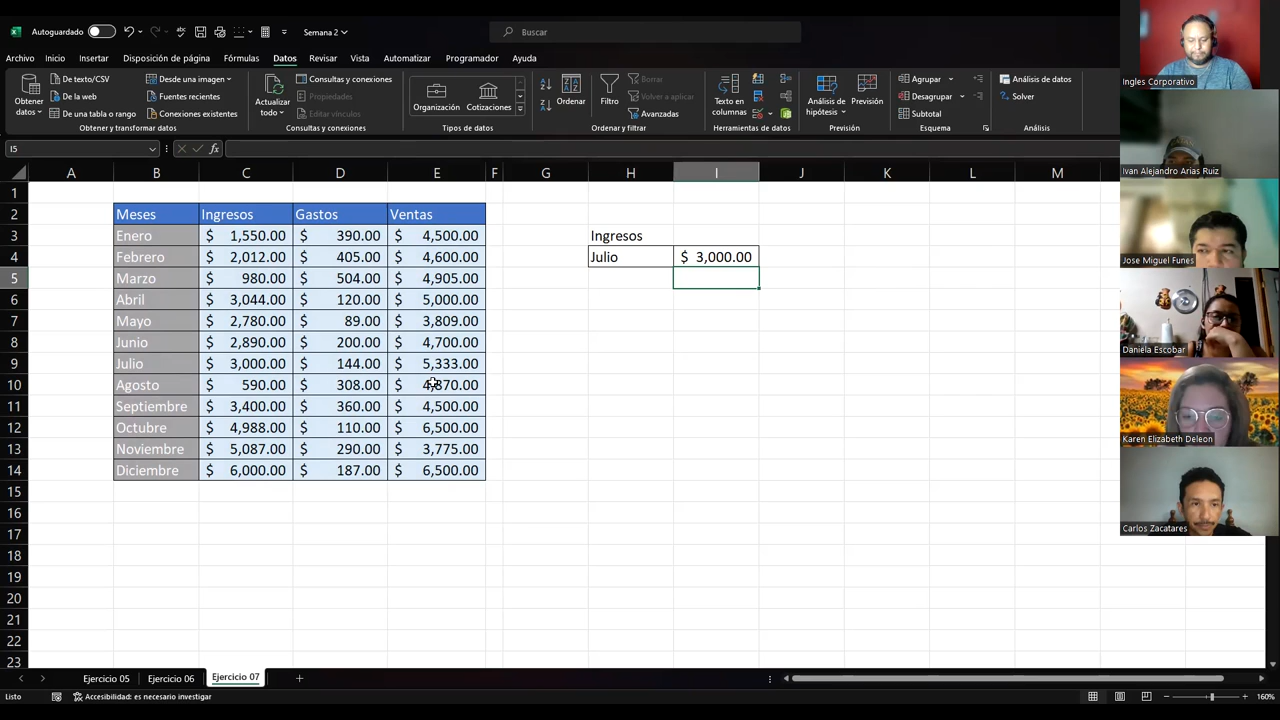 Autoguardado
Semana 2
Buscar
Archivo Inicio Insertar Disposición de página Fórmulas Datos Revisar Vista Automatizar Programador Ayuda
Obtener datos
De texto/CSV
De la web
De una tabla o rango
Desde una imagen
Fuentes recientes
Conexiones existentes
Obtener y transformar datos
Actualizar todo
Consultas y conexiones
Propiedades
Editar vínculos
Consultas y conexiones
Organización
Cotizaciones
Tipos de datos
Ordenar
Filtro
Borrar
Volver a aplicar
Avanzadas
Ordenar y filtrar
Texto en columnas
Herramientas de datos
Análisis de hipótesis
Previsión
Previsión
Agrupar
Desagrupar
Subtotal
Esquema
Análisis de datos
Solver
Análisis
I5
fx
A B C D E F G H I J K L M
1
2 Meses Ingresos Gastos Ventas
3 Enero $ 1,550.00 $ 390.00 $ 4,500.00 Ingresos
4 Febrero $ 2,012.00 $ 405.00 $ 4,600.00 Julio $ 3,000.00
5 Marzo $ 980.00 $ 504.00 $ 4,905.00
6 Abril $ 3,044.00 $ 120.00 $ 5,000.00
7 Mayo $ 2,780.00 $ 89.00 $ 3,809.00
8 Junio $ 2,890.00 $ 200.00 $ 4,700.00
9 Julio $ 3,000.00 $ 144.00 $ 5,333.00
10 Agosto $ 590.00 $ 308.00 $ 4,870.00
11 Septiembre $ 3,400.00 $ 360.00 $ 4,500.00
12 Octubre $ 4,988.00 $ 110.00 $ 6,500.00
13 Noviembre $ 5,087.00 $ 290.00 $ 3,775.00
14 Diciembre $ 6,000.00 $ 187.00 $ 6,500.00
15
16
17
18
19
20
21
22
23
Ejercicio 05 Ejercicio 06 Ejercicio 07
Listo
Accesibilidad: es necesario investigar
160%
Ingles Corporativo
Ivan Alejandro Arias Ruiz
Jose Miguel Funes
Daniela Escobar
Karen Elizabeth Deleon
Carlos Zacatares